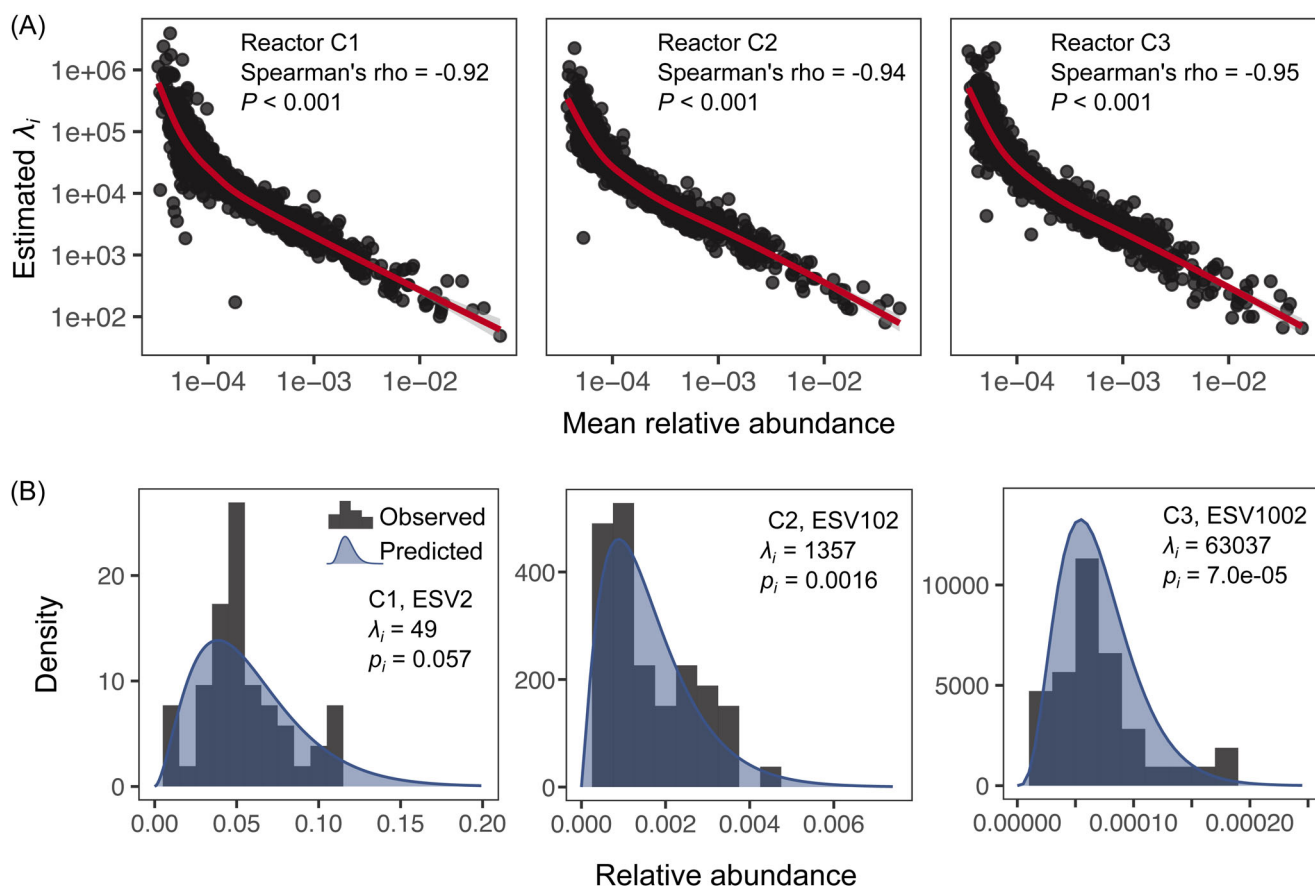 (A)
Estimated λi
1e+06
1e+05
1e+04
1e+03
1e+02
Reactor C1
Spearman's rho = -0.92
P < 0.001
1e−04
1e−03
1e−02
Reactor C2
Spearman's rho = -0.94
P < 0.001
1e−04
1e−03
1e−02
Reactor C3
Spearman's rho = -0.95
P < 0.001
1e−04
1e−03
1e−02
Mean relative abundance
(B)
Density
20
10
0
Observed
Predicted
C1, ESV2
λi = 49
pi = 0.057
0.00
0.05
0.10
0.15
0.20
400
200
0
C2, ESV102
λi = 1357
pi = 0.0016
0.000
0.002
0.004
0.006
10000
5000
0
C3, ESV1002
λi = 63037
pi = 7.0e-05
0.00000
0.00010
0.00020
Relative abundance